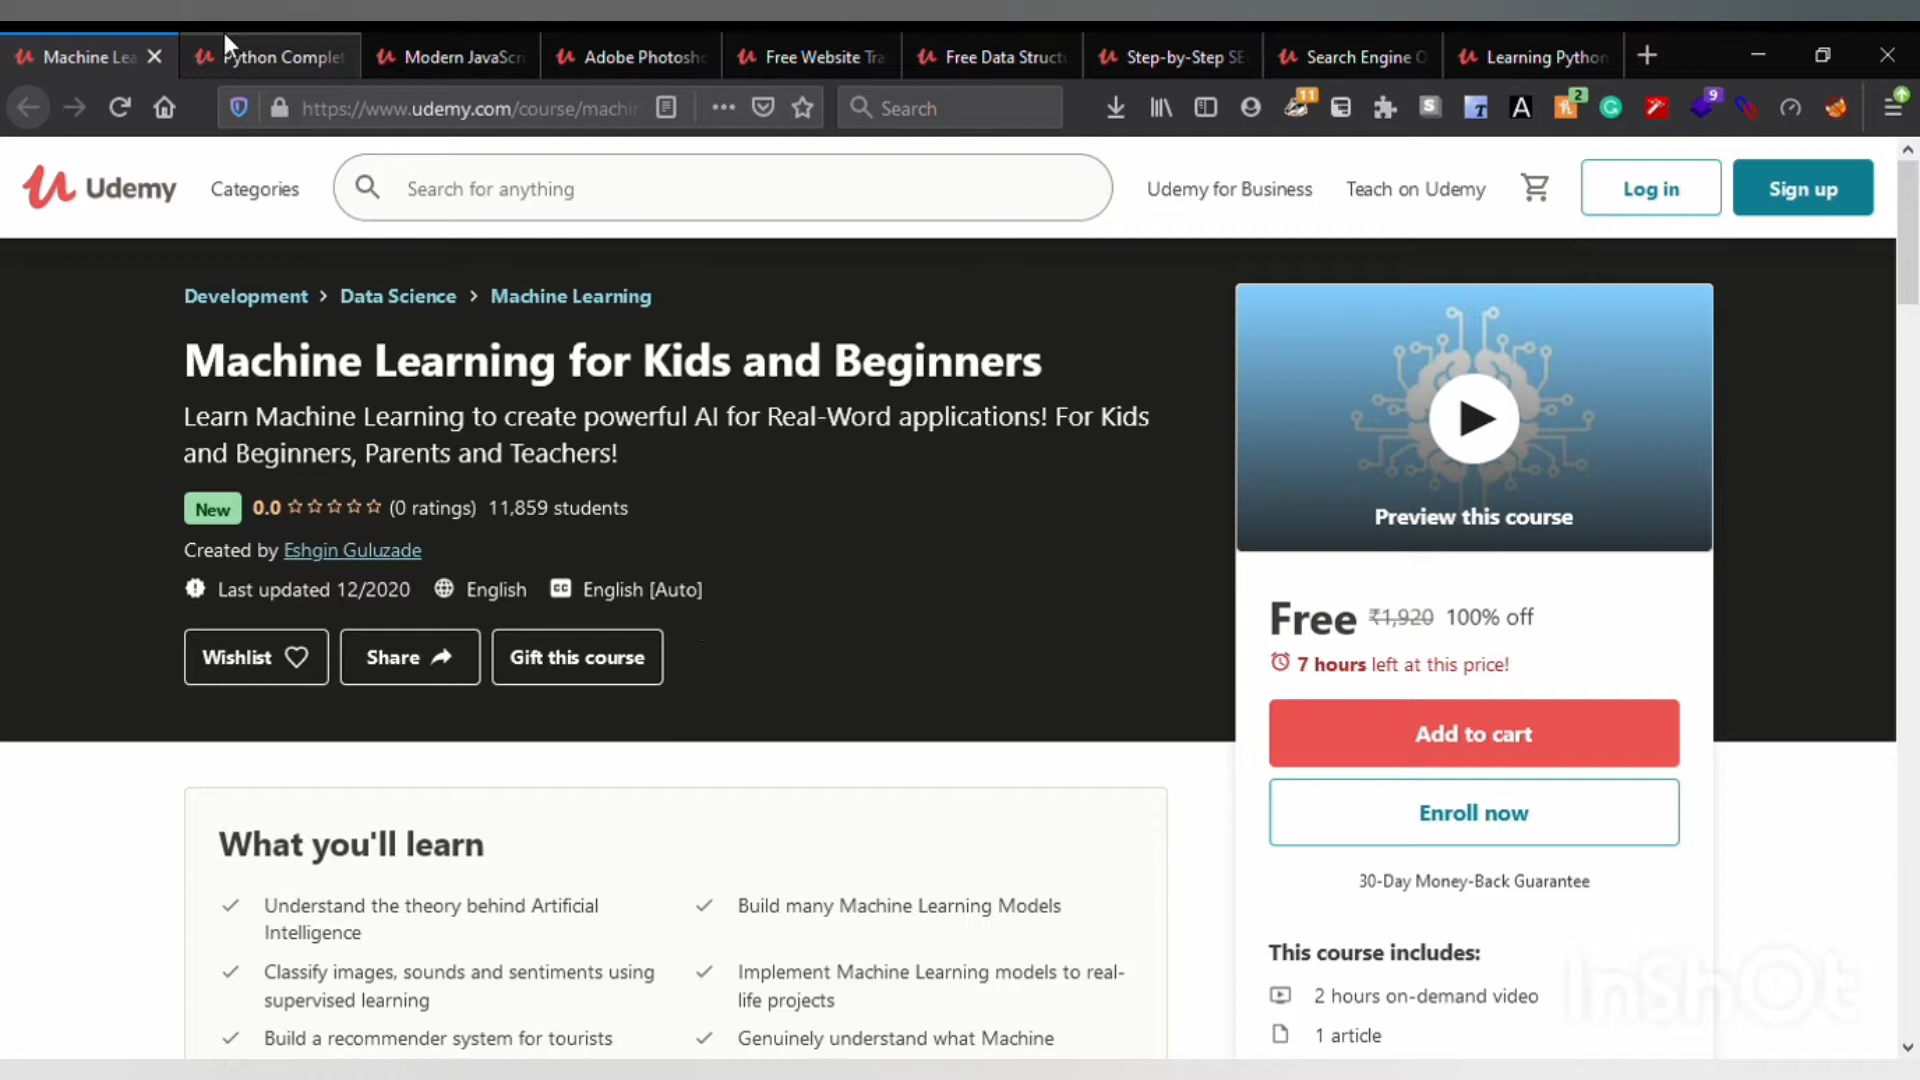 Machine Lea
Python Complet
Modern JavaScri
Adobe Photosh
Free Website Tra
Free Data Struct
Step-by-Step SE
Search Engine O
Learning Python
https://www.udemy.com/course/machin
Search
11
2
9
Udemy
Categories
Search for anything
Udemy for Business
Teach on Udemy
Log in
Sign up
Development > Data Science > Machine Learning
Machine Learning for Kids and Beginners
Learn Machine Learning to create powerful AI for Real-Word applications! For Kids
and Beginners, Parents and Teachers!
New 0.0 (0 ratings) 11,859 students
Created by Eshgin Guluzade
Last updated 12/2020 English CC English [Auto]
Wishlist
Share
Gift this course
Preview this course
Free ₹1,920 100% off
7 hours left at this price!
Add to cart
Enroll now
30-Day Money-Back Guarantee
This course includes:
2 hours on-demand video
1 article
What you'll learn
Understand the theory behind Artificial
Intelligence
Classify images, sounds and sentiments using
supervised learning
Build a recommender system for tourists
Build many Machine Learning Models
Implement Machine Learning models to real-
life projects
Genuinely understand what Machine
InShOt